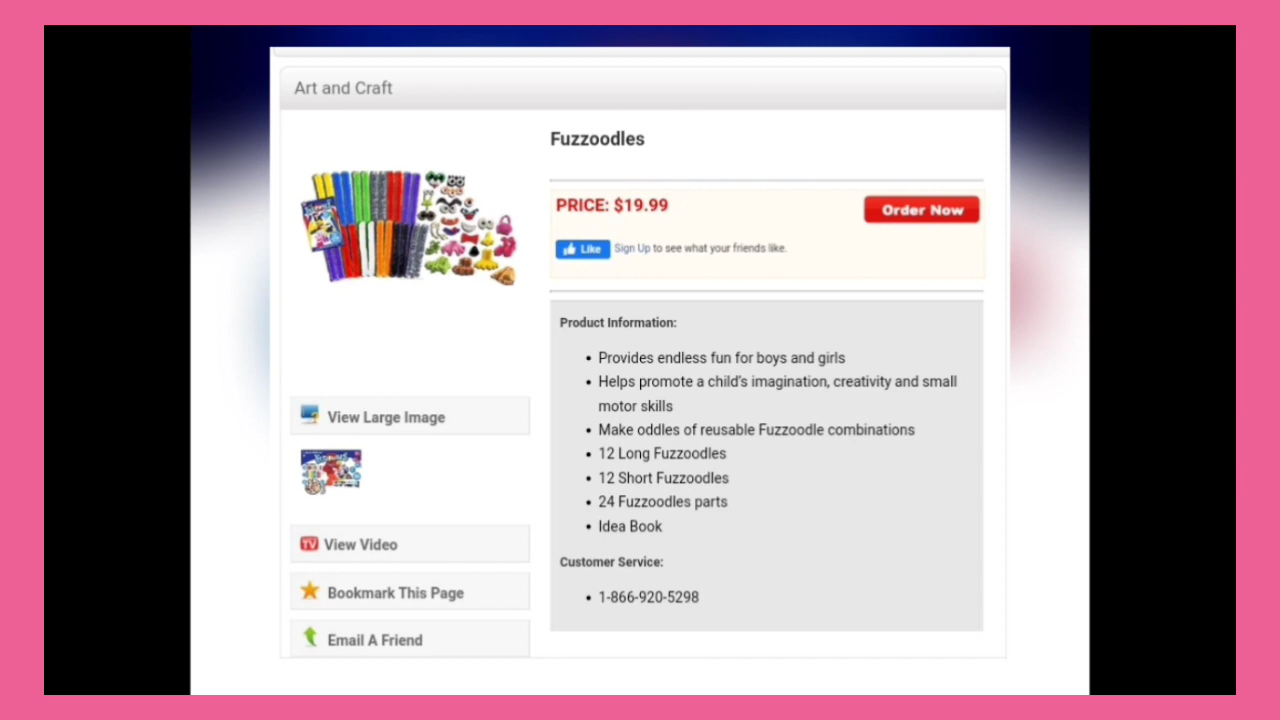 Art and Craft
Fuzzoodles
PRICE: $19.99
Order Now
Like
Sign Up to see what your friends like.
Product Information:
• Provides endless fun for boys and girls
• Helps promote a child's imagination, creativity and small
motor skills
• Make oddles of reusable Fuzzoodle combinations
• 12 Long Fuzzoodles
• 12 Short Fuzzoodles
• 24 Fuzzoodles parts
• Idea Book
Customer Service:
• 1-866-920-5298
View Large Image
TV View Video
Bookmark This Page
Email A Friend